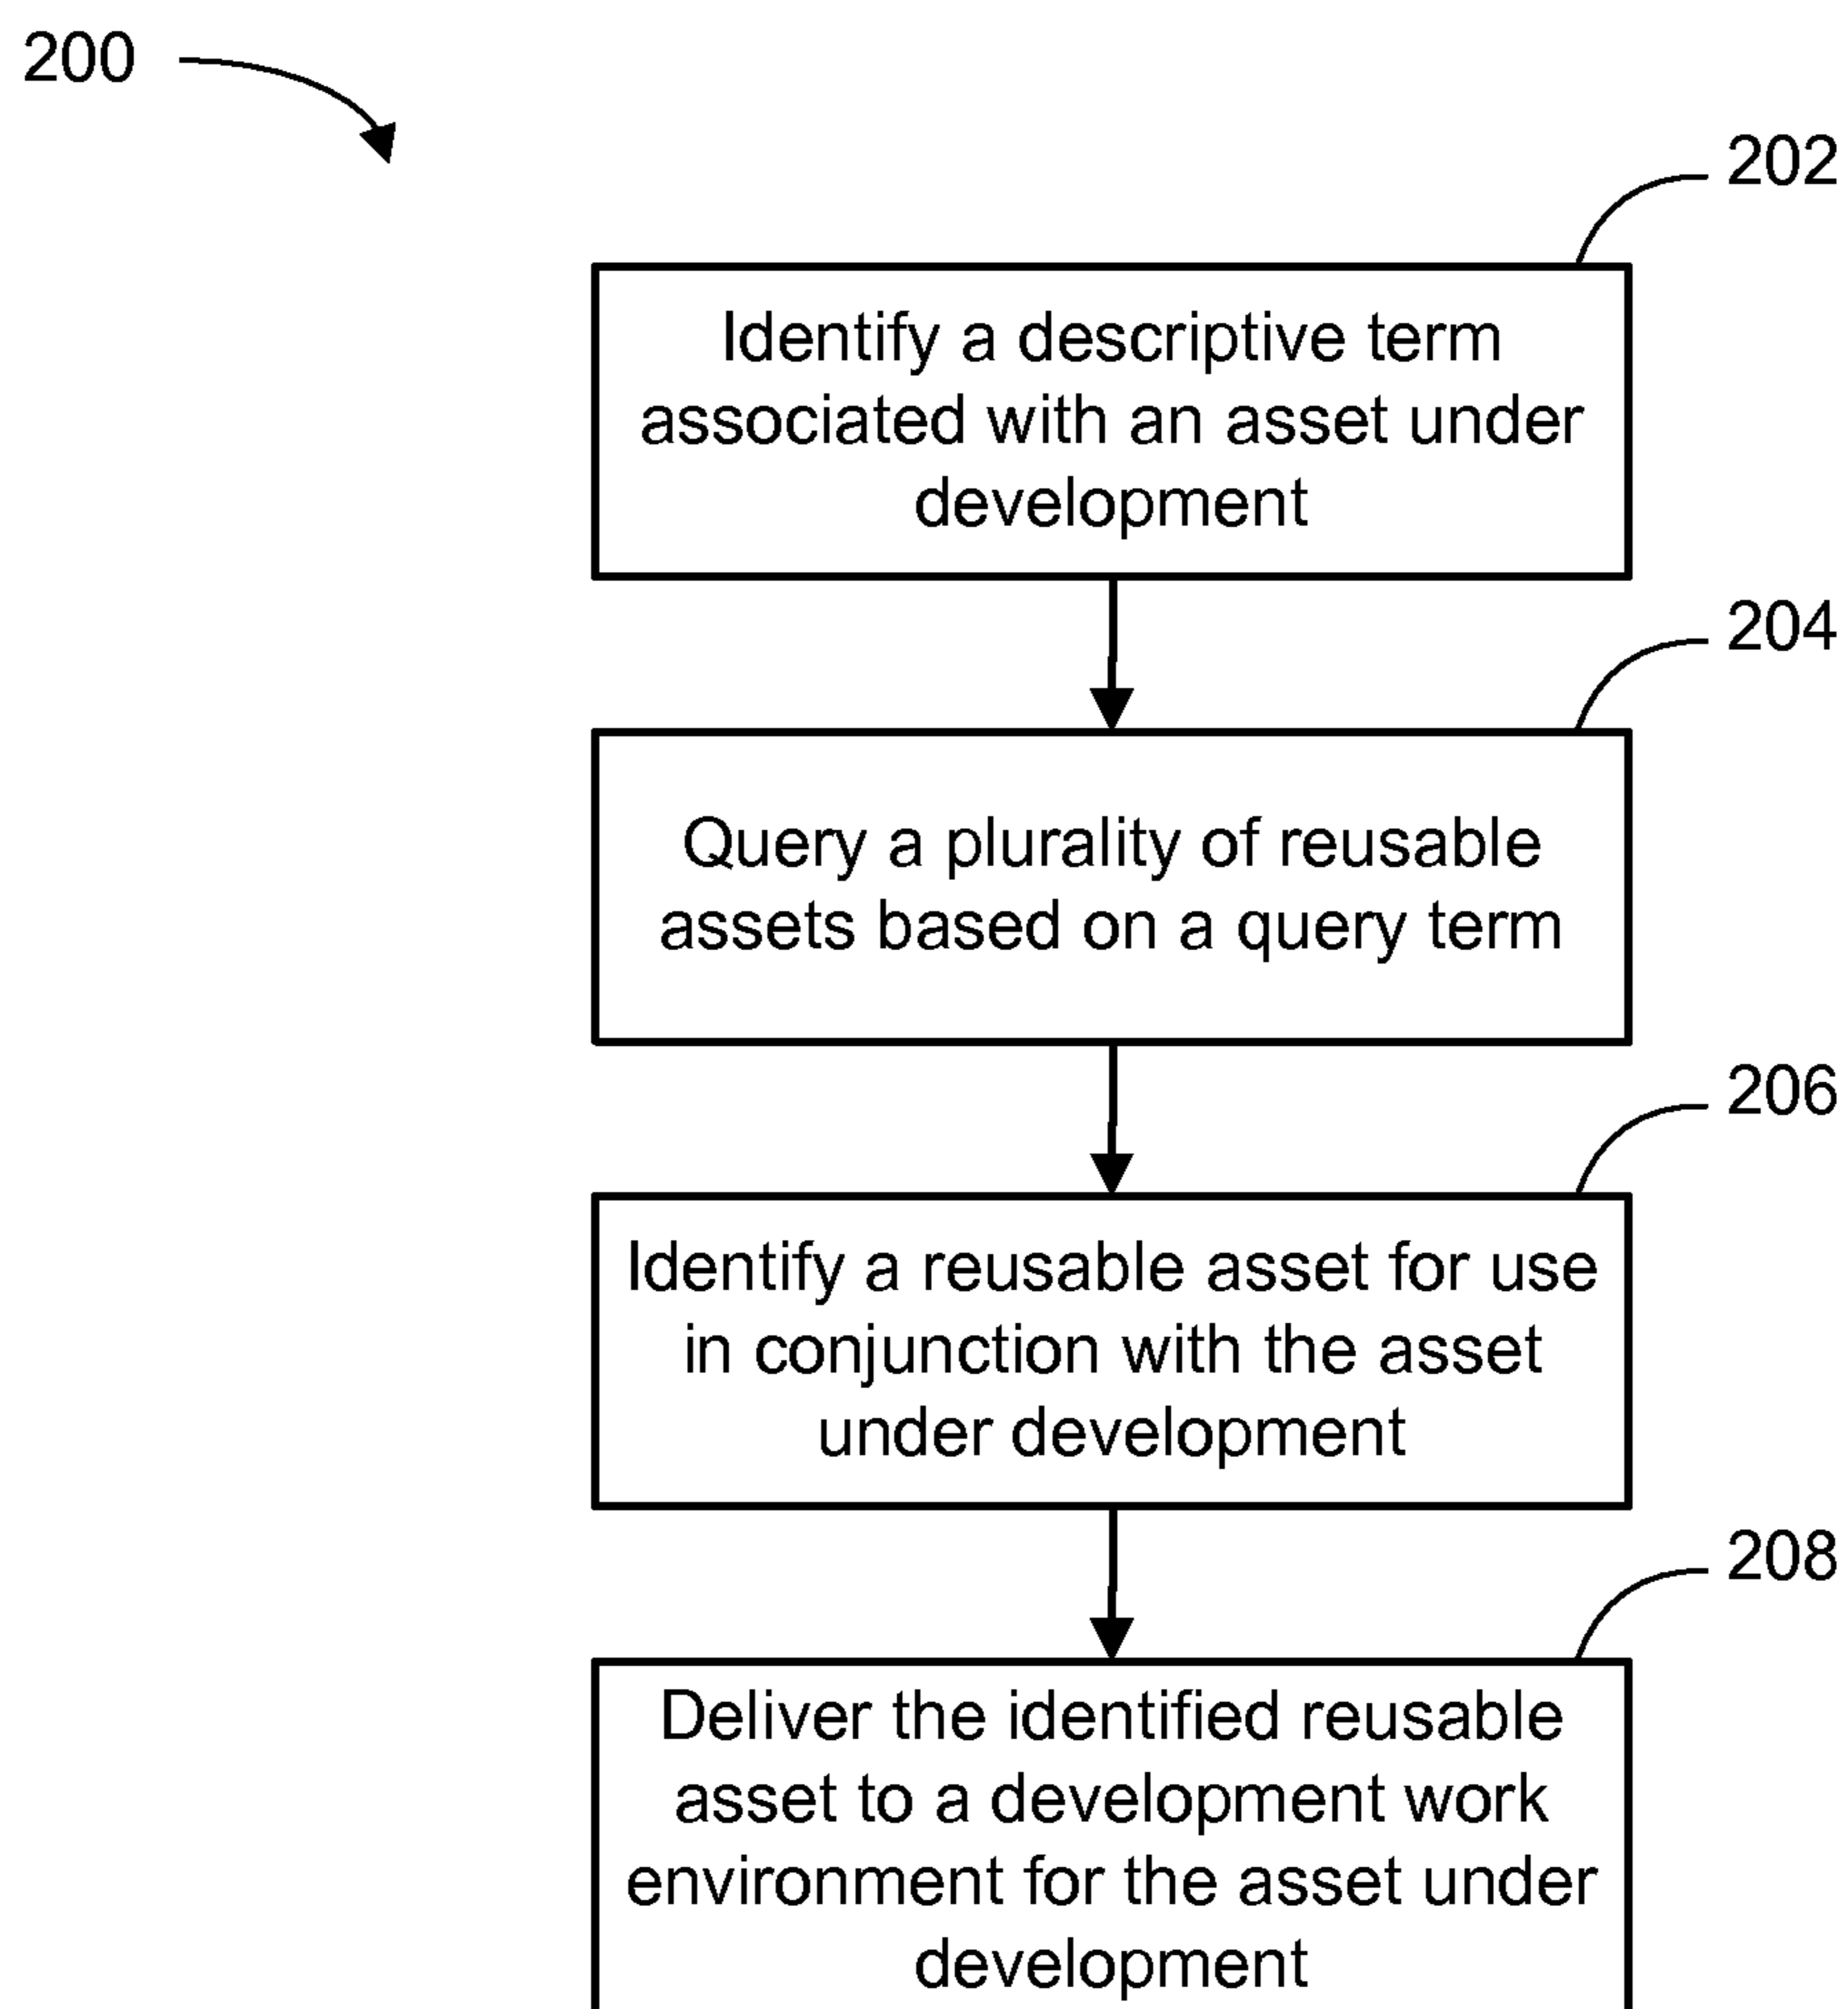 200
202
Identify a descriptive term
associated with an asset under
development
204
Query a plurality of reusable
assets based on a query term
206
Identify a reusable asset for use
in conjunction with the asset
under development
208
Deliver the identified reusable
asset to a development work
environment for the asset under
development